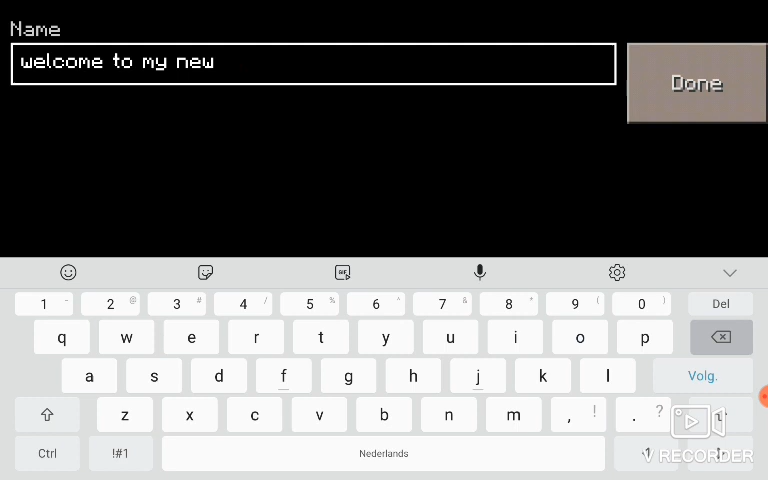 Name
welcome to my new
Done
GIF
1 - 2 @ 3 # 4 / 5 % 6 ^ 7 & 8 * 9 ( 0 ) Del
q w e r t y u i o p
a s d f g h j k l Volg.
z x c v b n m , ! . ?
Ctrl !#1 Nederlands
V RECORDER